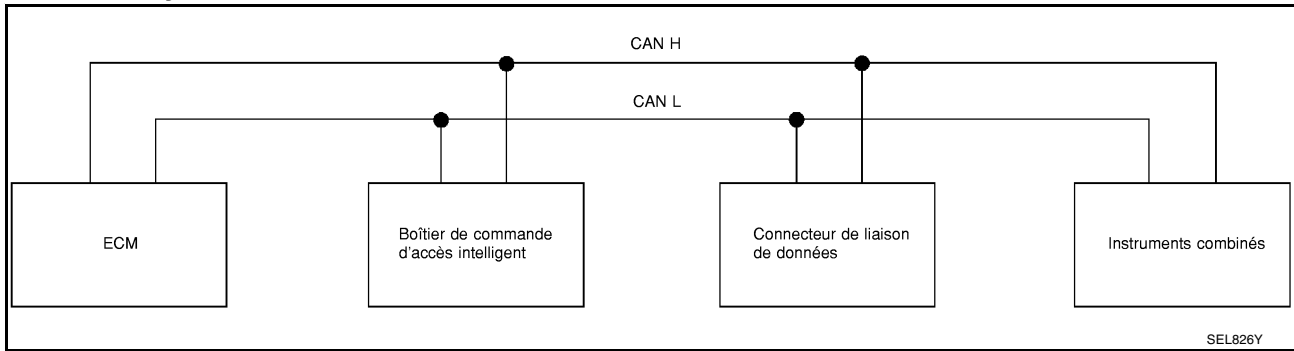 CAN H
CAN L
ECM
Boîtier de commande
d'accès intelligent
Connecteur de liaison
de données
Instruments combinés
SEL826Y